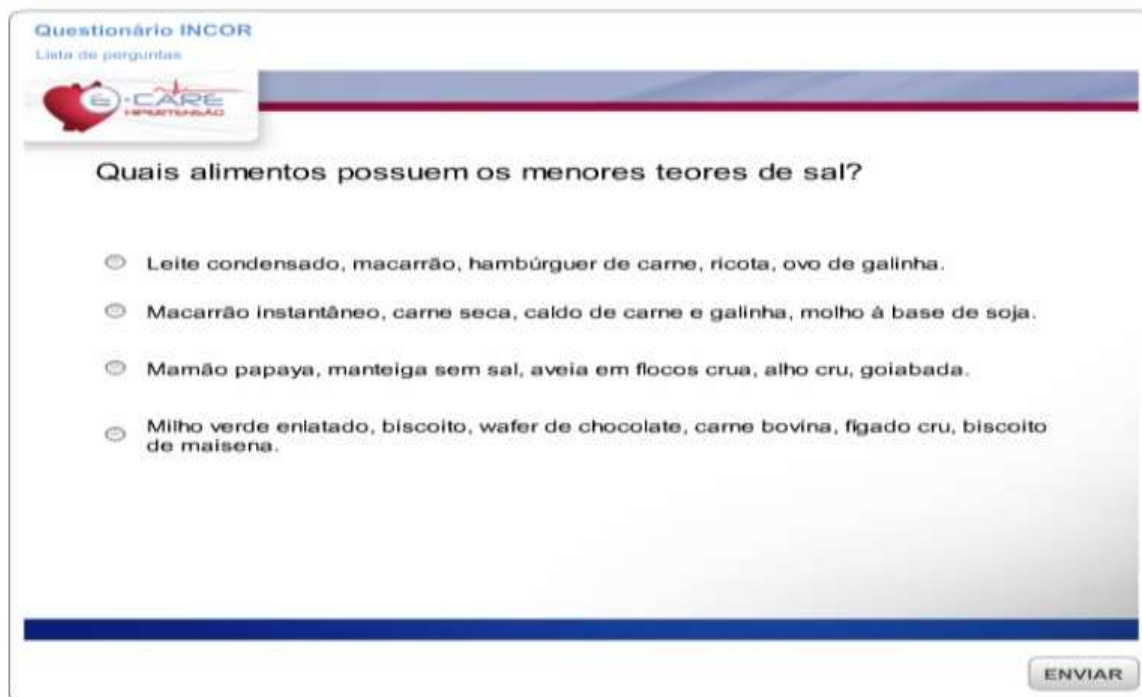 Questionário INCOR
Lista de perguntas
E-CARE
HIPERTENSÃO
Quais alimentos possuem os menores teores de sal?
Leite condensado, macarrão, hambúrguer de carne, ricota, ovo de galinha.
Macarrão instantâneo, carne seca, caldo de carne e galinha, molho à base de soja.
Mamão papaya, manteiga sem sal, aveia em flocos crua, alho cru, goiabada.
Milho verde enlatado, biscoito, wafer de chocolate, carne bovina, fígado cru, biscoito
de maisena.
ENVIAR